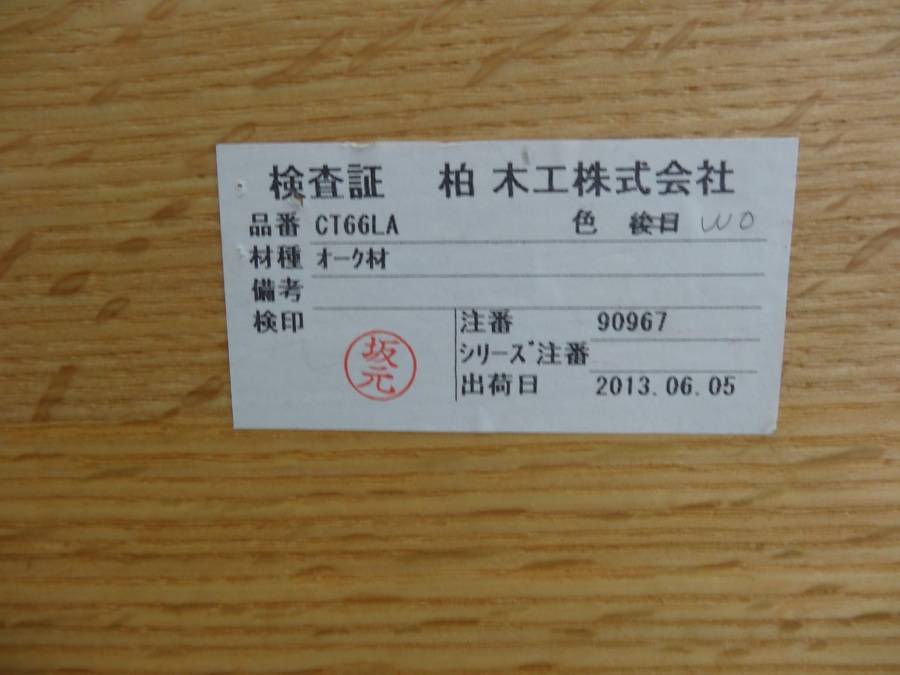 検査証 柏木工株式会社
品番 CT66LA 色 後日 WO
材種 オーク材
備考
検印 坂元
注番 90967
シリーズ注番
出荷日 2013.06.05